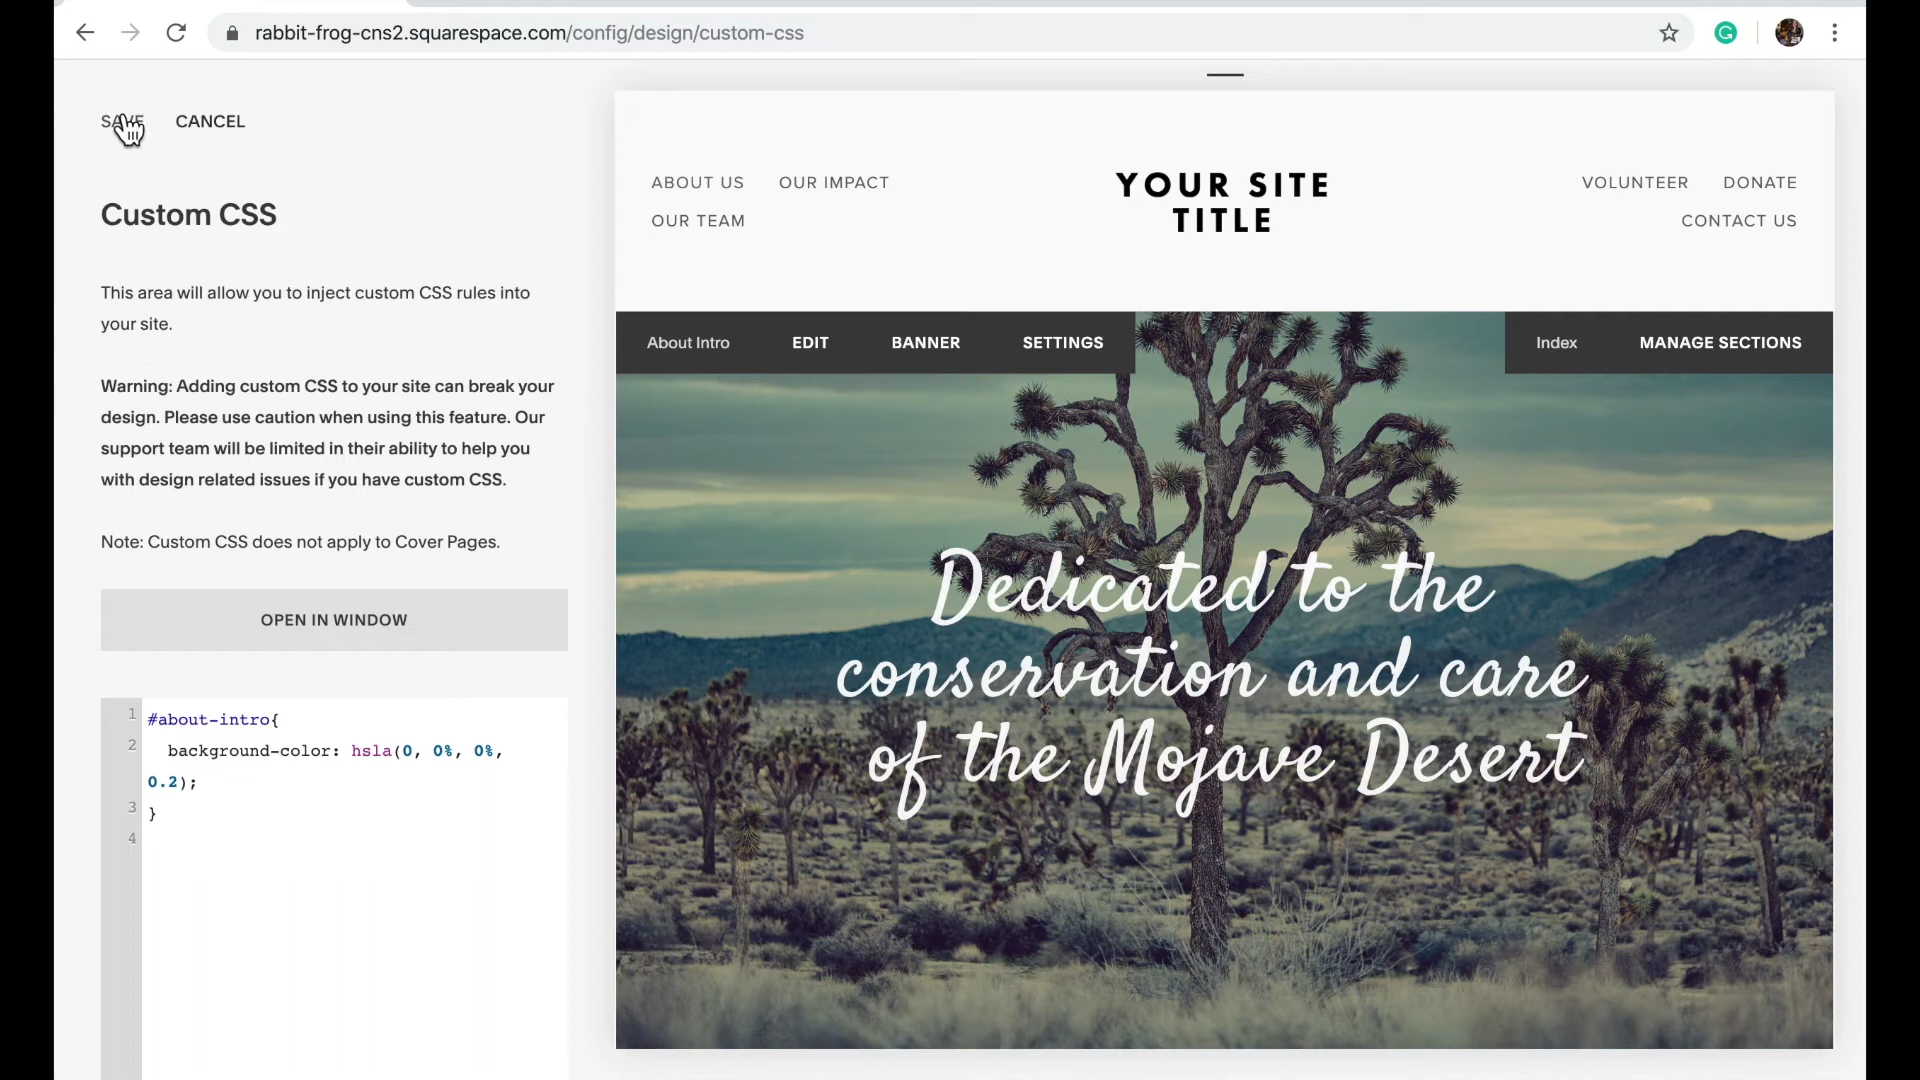 rabbit-frog-cns2.squarespace.com/config/design/custom-css
SAVE CANCEL
Custom CSS
This area will allow you to inject custom CSS rules into
your site.
Warning: Adding custom CSS to your site can break your
design. Please use caution when using this feature. Our
support team will be limited in their ability to help you
with design related issues if you have custom CSS.
Note: Custom CSS does not apply to Cover Pages.
OPEN IN WINDOW
1 #about-intro{
2 background-color: hsla(0, 0%, 0%,
0.2);
3 }
4
ABOUT US OUR IMPACT
OUR TEAM
YOUR SITE
TITLE
VOLUNTEER DONATE
CONTACT US
About Intro EDIT BANNER SETTINGS
Index MANAGE SECTIONS
Dedicated to the
conservation and care
of the Mojave Desert